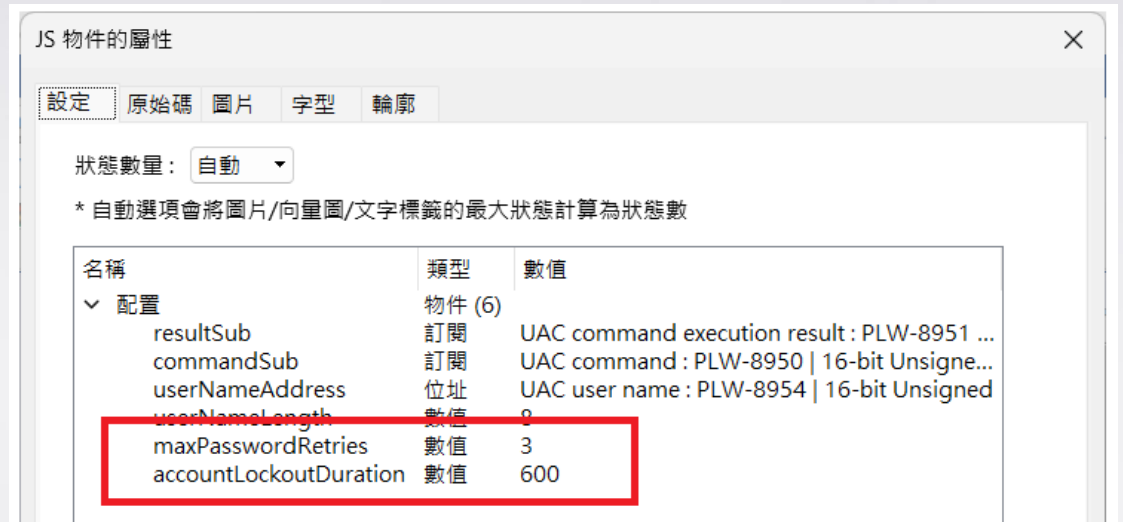 JS 物件的屬性
設定 原始碼 圖片 字型 輪廓
狀態數量： 自動
* 自動選項會將圖片/向量圖/文字標籤的最大狀態計算為狀態數
名稱 類型 數值
配置 物件 (6)
resultSub 訂閱 UAC command execution result : PLW-8951 ...
commandSub 訂閱 UAC command : PLW-8950 | 16-bit Unsigne...
userNameAddress 位址 UAC user name : PLW-8954 | 16-bit Unsigned
userNameLength 數值 8
maxPasswordRetries 數值 3
accountLockoutDuration 數值 600